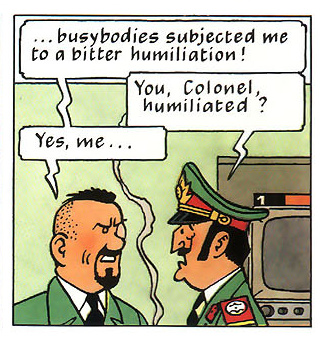 ...busybodies subjected me
to a bitter humiliation!
You, Colonel,
humiliated?
Yes, me...
1